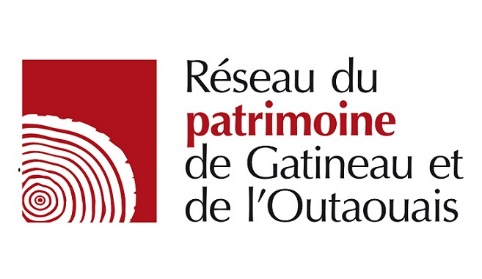 Réseau du
patrimoine
de Gatineau et
de l'Outaouais